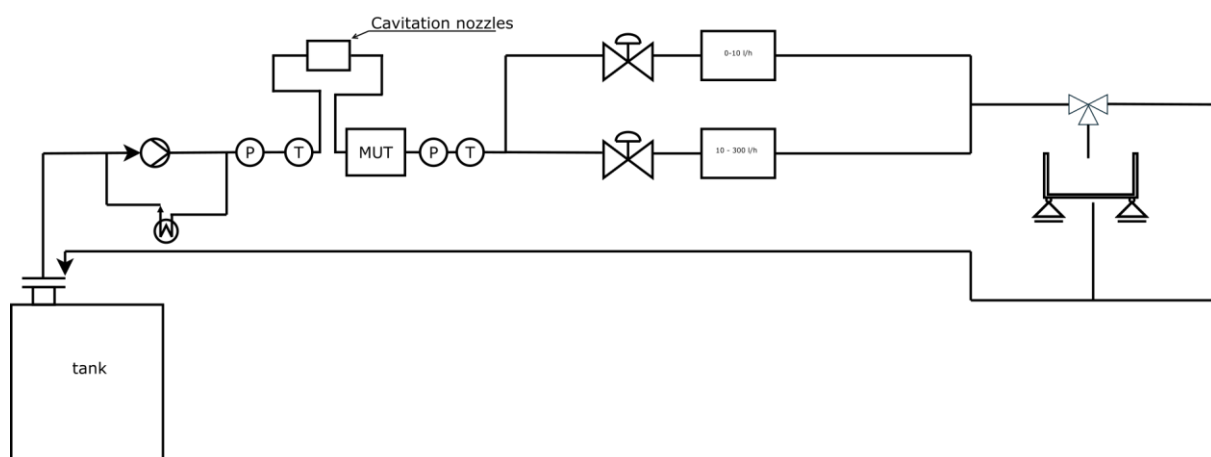 Cavitation nozzles
0-10 l/h
P
T
MUT
P
T
10 - 300 l/h
tank